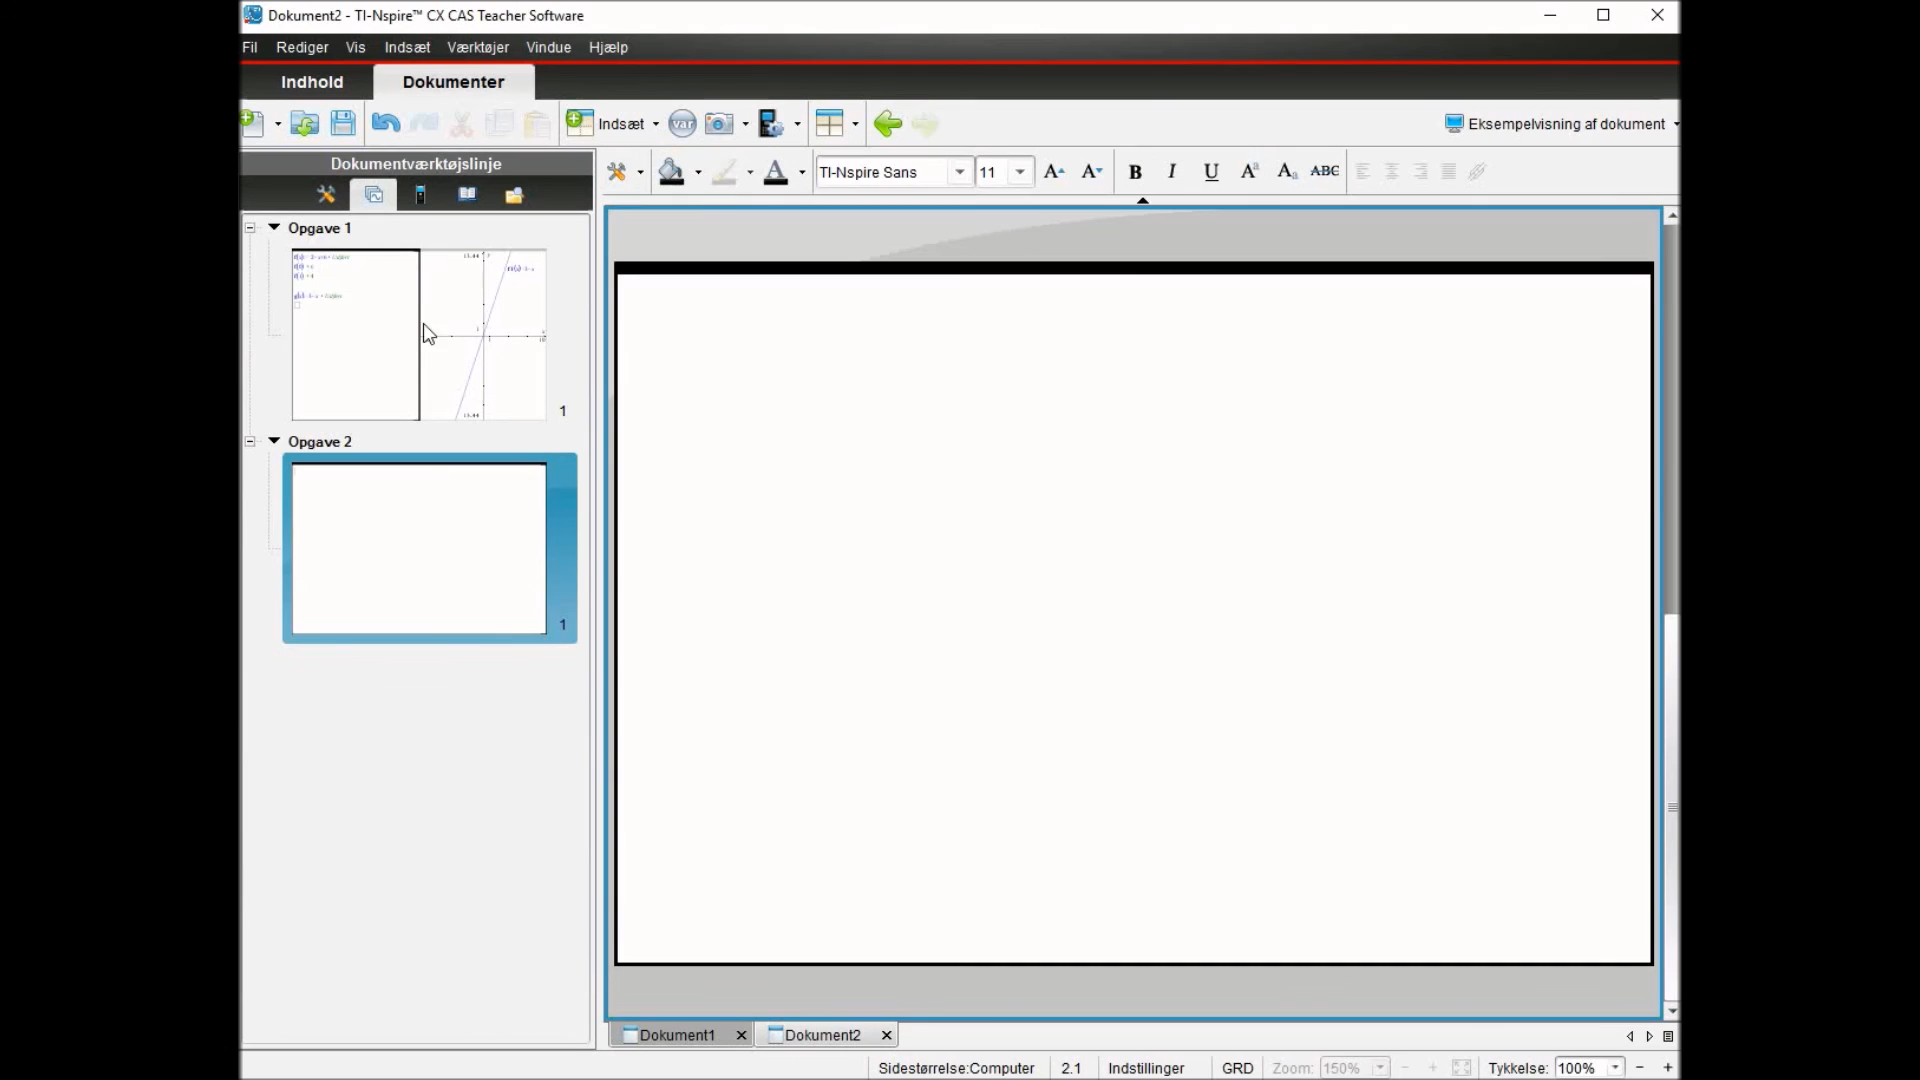 Dokument2 - TI-Nspire™ CX CAS Teacher Software
Fil Rediger Vis Indsæt Værktøjer Vindue Hjælp
Indhold Dokumenter
Indsæt var Eksempelvisning af dokument
Dokumentværktøjslinje
TI-Nspire Sans 11 B I U ABC
Opgave 1
1
Opgave 2
1
Dokument1 Dokument2
Sidestørrelse:Computer 2.1 Indstillinger GRD Zoom: 150% Tykkelse: 100%